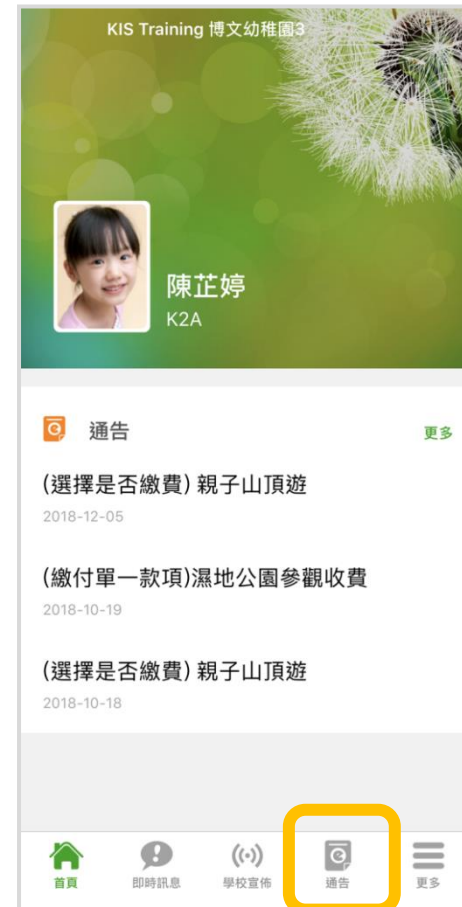 KIS Training 博文幼稚園3
陳芷婷
K2A
通告
更多
(選擇是否繳費) 親子山頂遊
2018-12-05
(繳付單一款項)濕地公園參觀收費
2018-10-19
(選擇是否繳費) 親子山頂遊
2018-10-18
首頁
即時訊息
學校宣佈
通告
更多